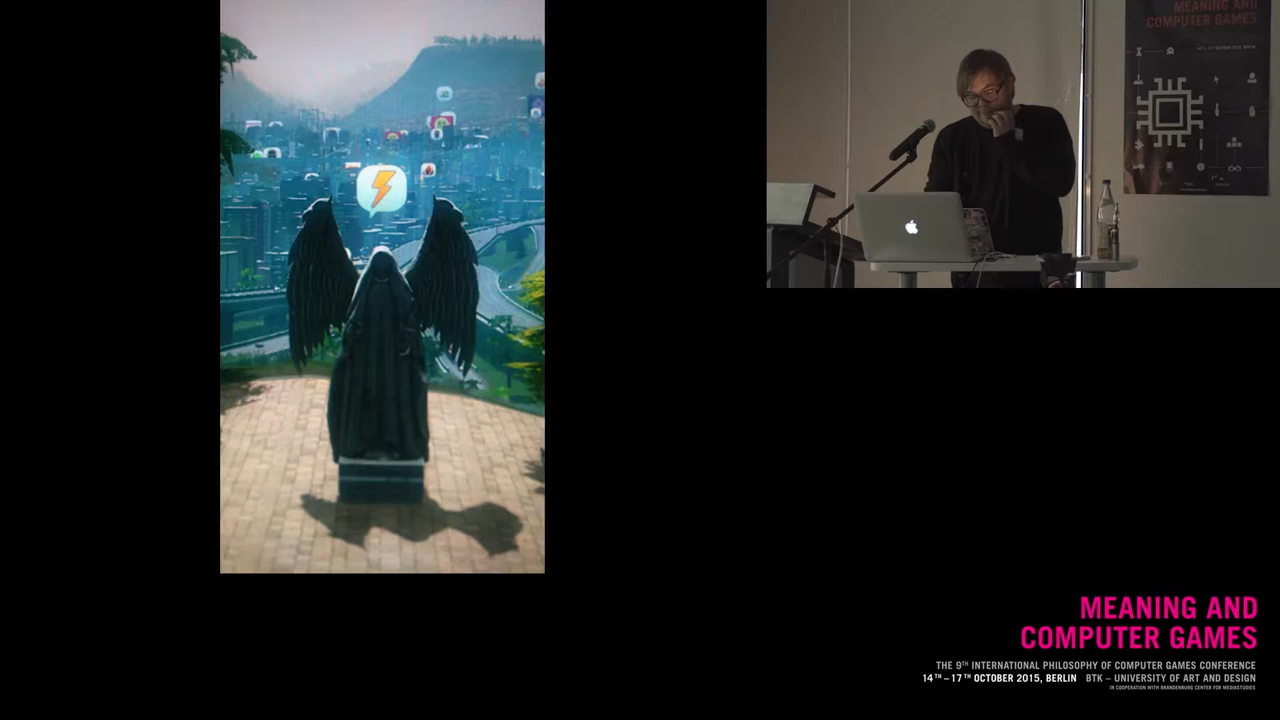 MEANING AND
COMPUTER GAMES
MEANING AND
COMPUTER GAMES
THE 9TH INTERNATIONAL PHILOSOPHY OF COMPUTER GAMES CONFERENCE
14TH – 17TH OCTOBER 2015, BERLIN BTK – UNIVERSITY OF ART AND DESIGN
IN COOPERATION WITH BRANDENBURG CENTER FOR MEDIASTUDIES